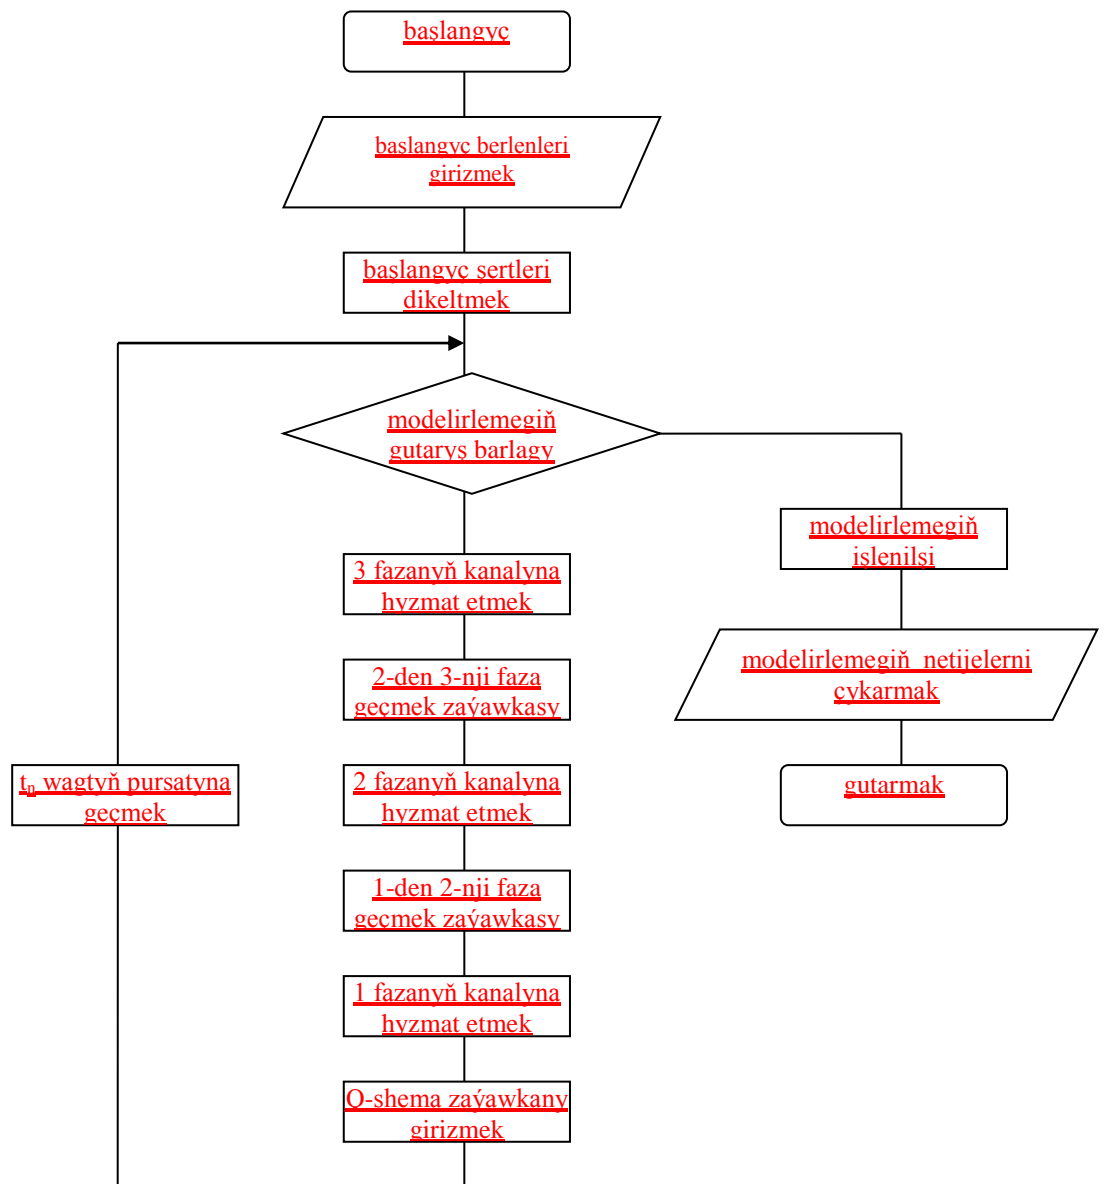 başlangyç
başlangyç berlenleri
girizmek
başlangyç şertleri
dikeltmek
modelirlemegiň
gutaryş barlagy
modelirlemegiň
işlenilşi
3 fazanyň kanalyna
hyzmat etmek
modelirlemegiň netijelerni
çykarmak
2-den 3-nji faza
geçmek zaýawkasy
tn wagtyň pursatyna
geçmek
2 fazanyň kanalyna
hyzmat etmek
gutarmak
1-den 2-nji faza
geçmek zaýawkasy
1 fazanyň kanalyna
hyzmat etmek
Q-shema zaýawkany
girizmek